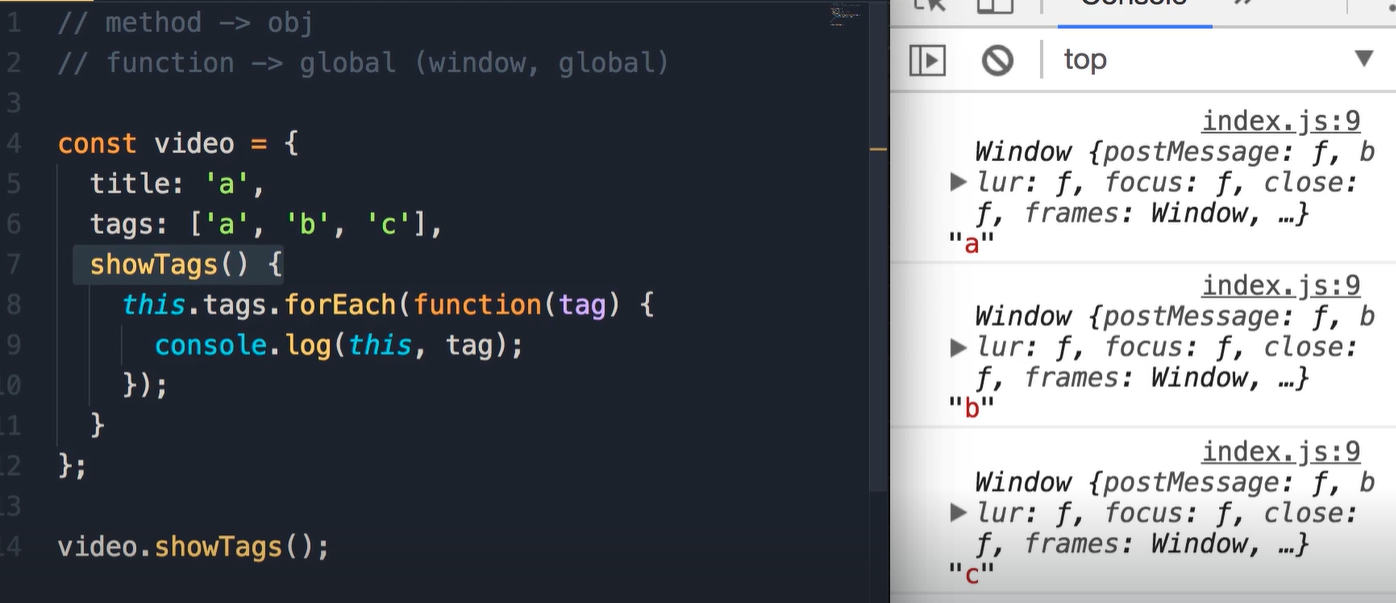 1 // method -> obj
2 // function -> global (window, global)
3
4 const video = {
5 title: 'a',
6 tags: ['a', 'b', 'c'],
7 showTags() {
8 this.tags.forEach(function(tag) {
9 console.log(this, tag);
10 });
11 }
12 };
13
14 video.showTags();
Console »
top
index.js:9
Window {postMessage: ƒ, b
lur: ƒ, focus: ƒ, close:
ƒ, frames: Window, …}
"a"
index.js:9
Window {postMessage: ƒ, b
lur: ƒ, focus: ƒ, close:
ƒ, frames: Window, …}
"b"
index.js:9
Window {postMessage: ƒ, b
lur: ƒ, focus: ƒ, close:
ƒ, frames: Window, …}
"c"